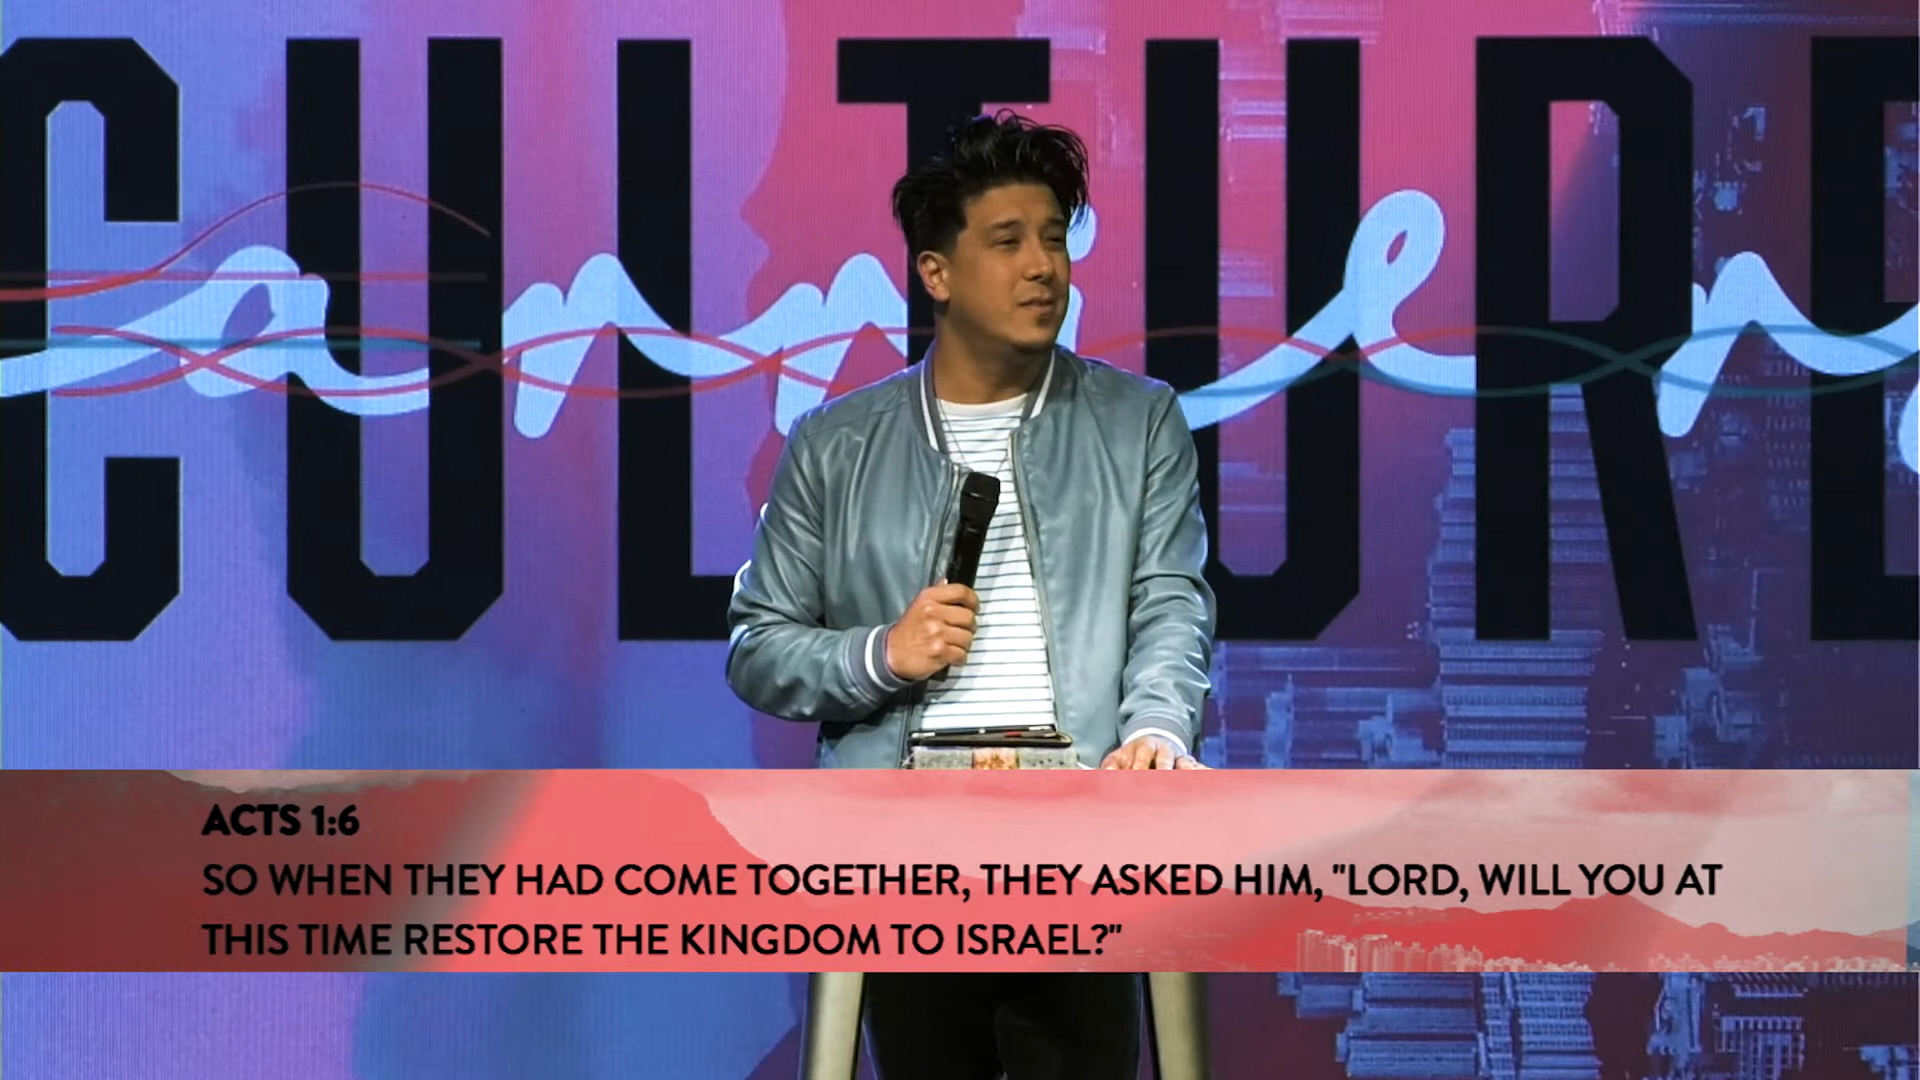 CULTURE
carriers
ACTS 1:6
SO WHEN THEY HAD COME TOGETHER, THEY ASKED HIM, "LORD, WILL YOU AT
THIS TIME RESTORE THE KINGDOM TO ISRAEL?"